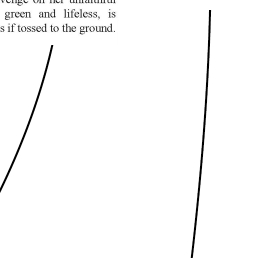 venge on her unfaithful
green and lifeless, is
s if tossed to the ground.